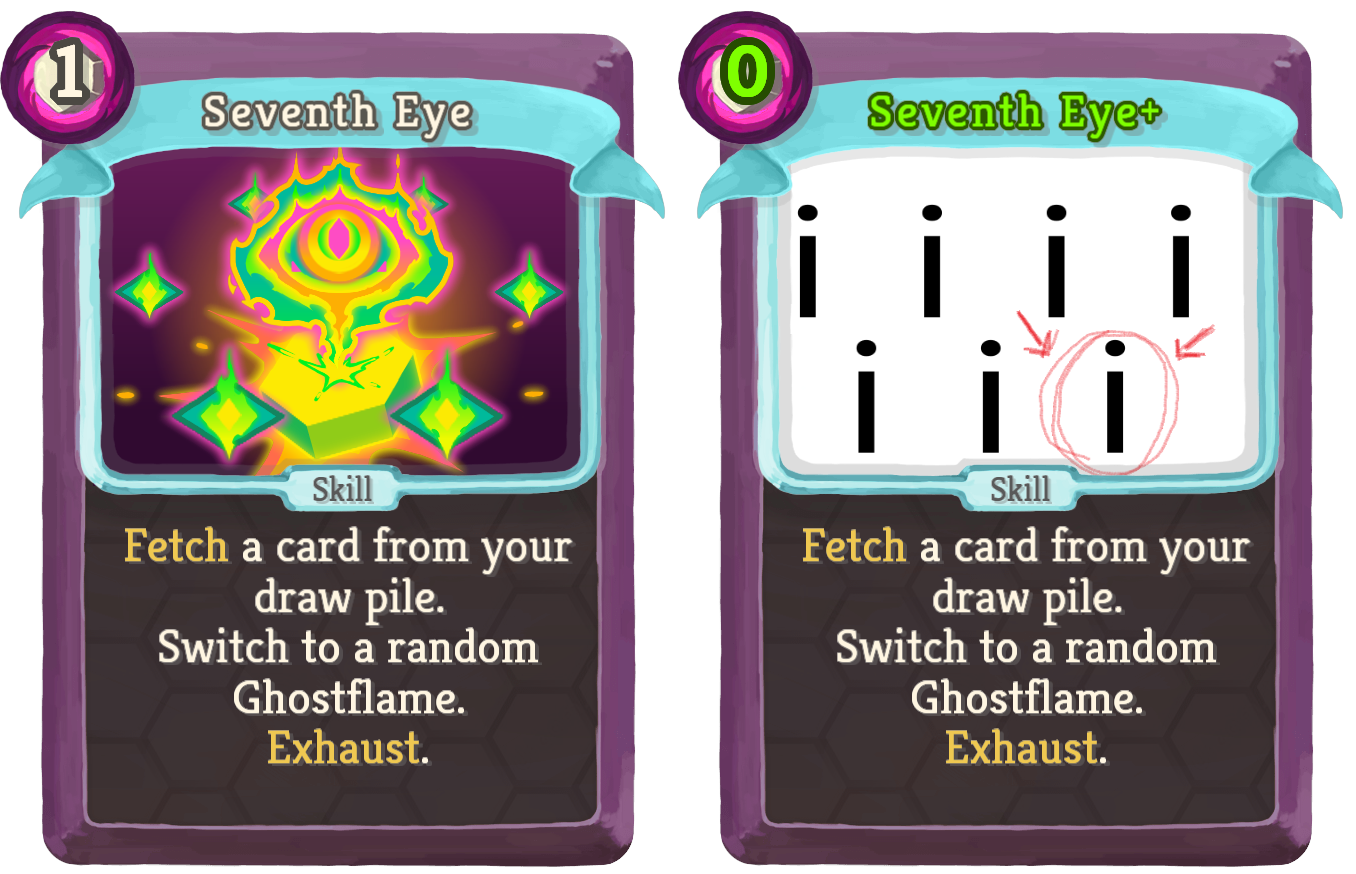 1
Seventh Eye
Skill
Fetch a card from your
draw pile.
Switch to a random
Ghostflame.
Exhaust.
0
Seventh Eye+
i i i i
i i i
Skill
Fetch a card from your
draw pile.
Switch to a random
Ghostflame.
Exhaust.